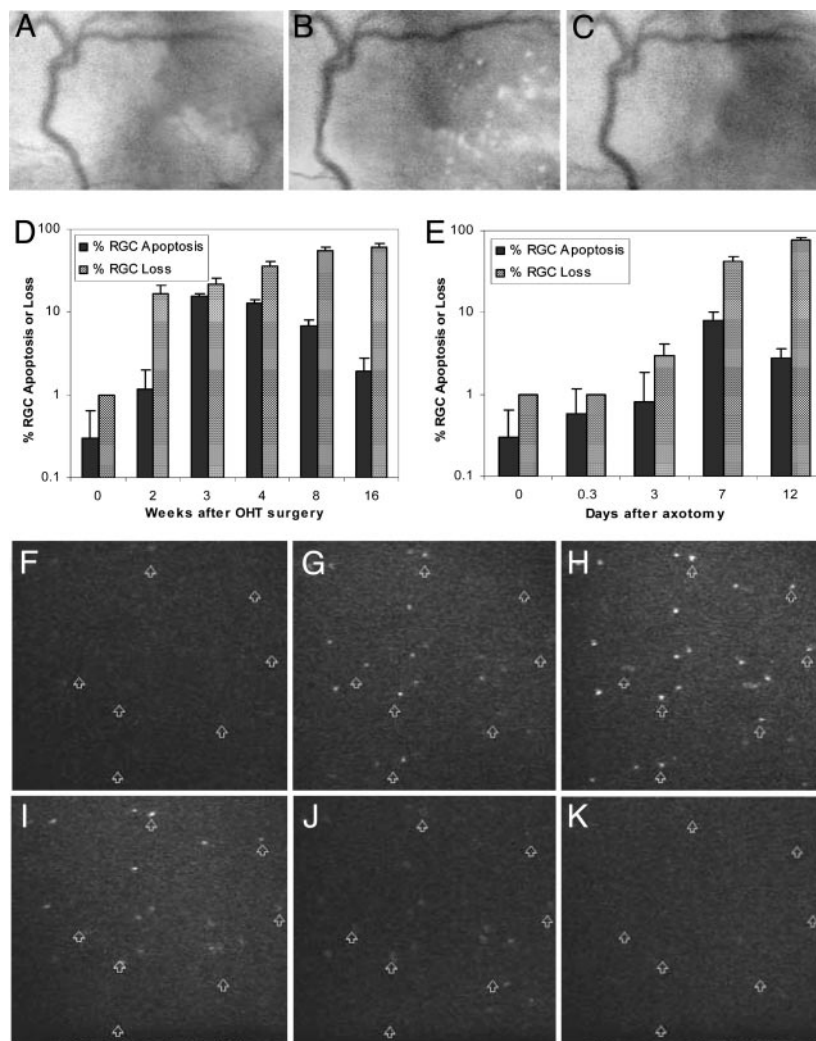 A
B
C
D
E
100
10
1
0.1
% RGC Apoptosis or Loss
% RGC Apoptosis
% RGC Loss
0 2 3 4 8 16
Weeks after OHT surgery
100
10
1
0.1
% RGC Apoptosis or Loss
% RGC Apoptosis
% RGC Loss
0 0.3 3 7 12
Days after axotomy
F
G
H
I
J
K